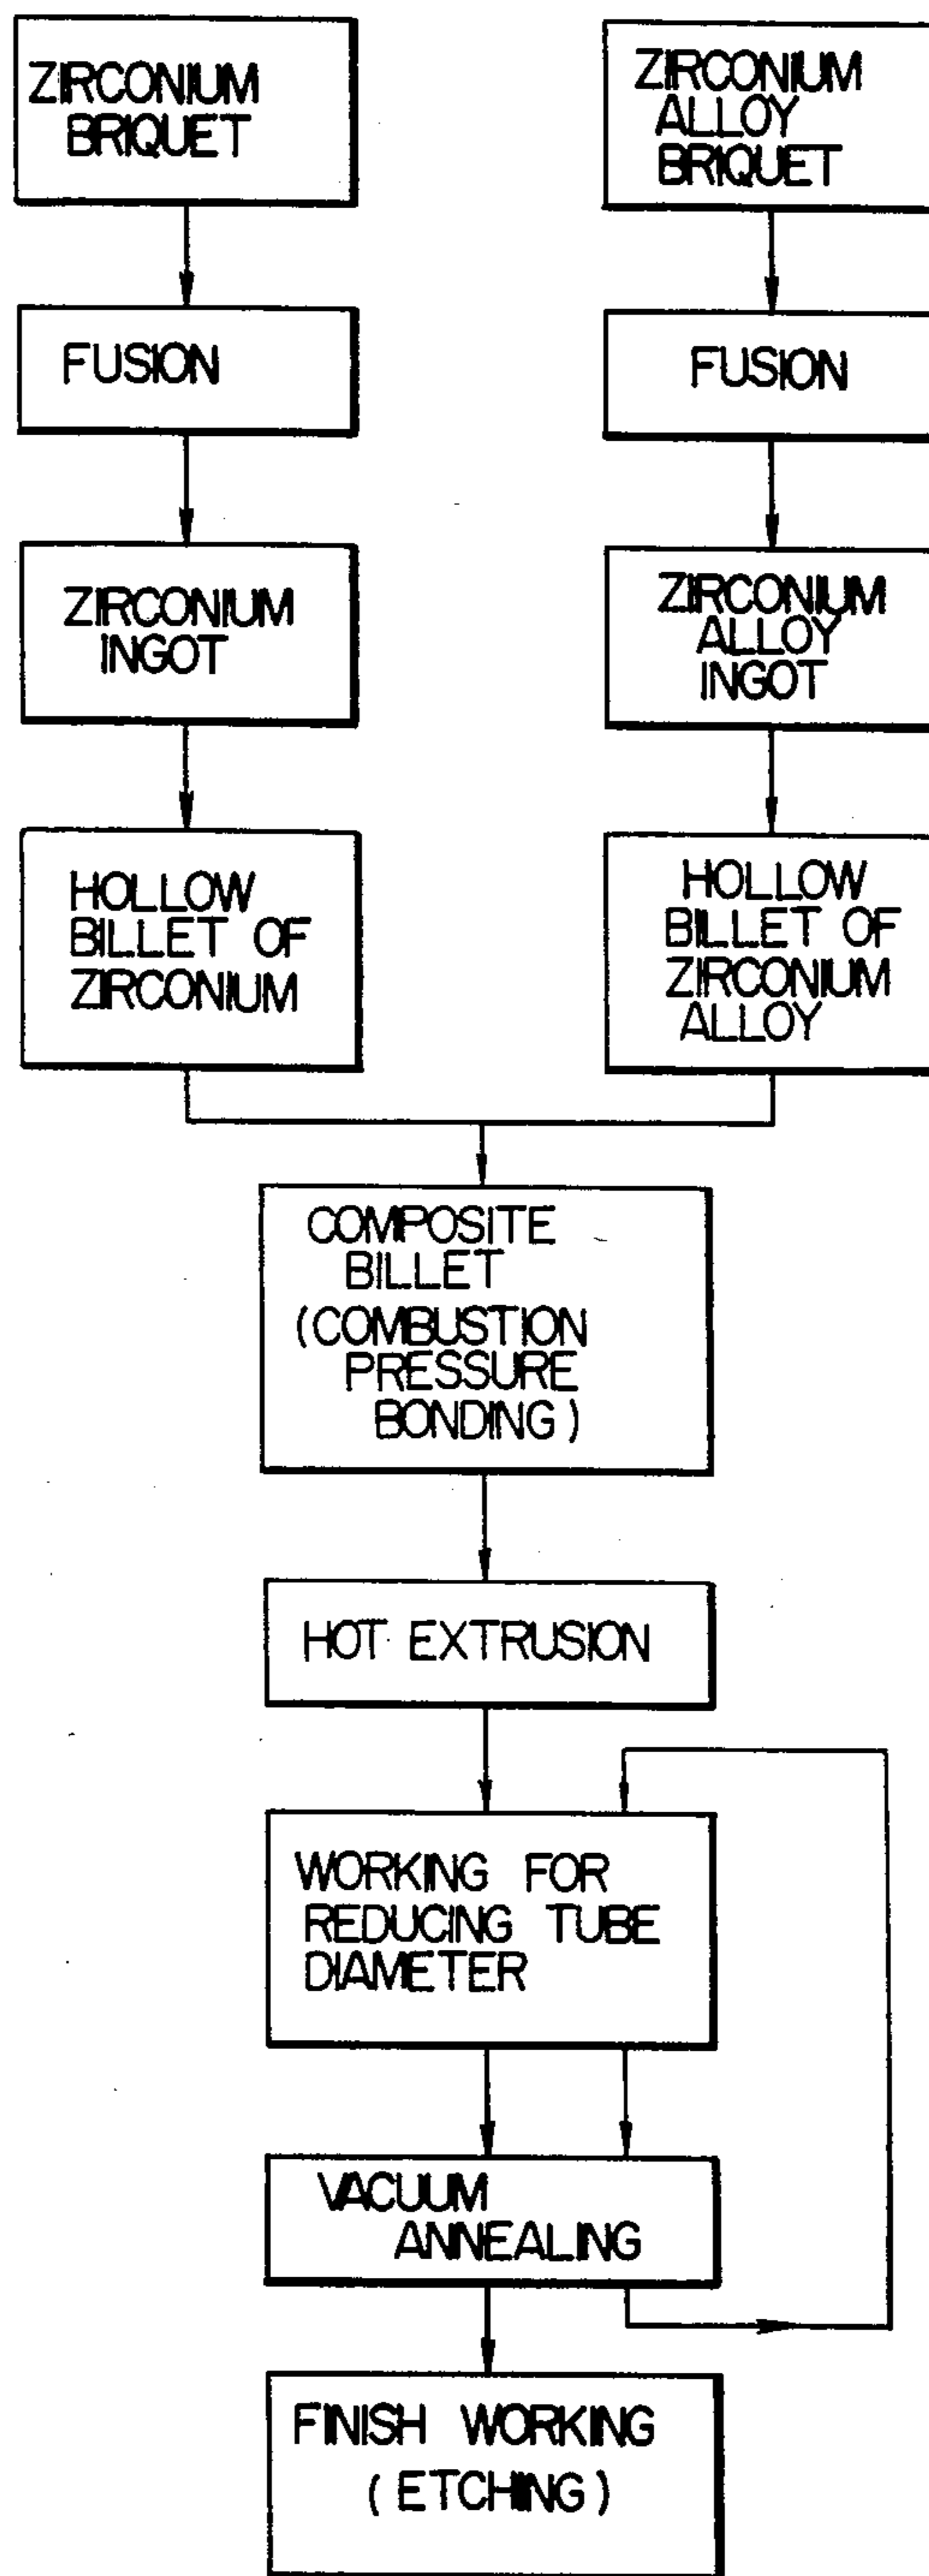 ZIRCONIUM
BRIQUET
ZIRCONIUM
ALLOY
BRIQUET
FUSION
FUSION
ZIRCONIUM
INGOT
ZIRCONIUM
ALLOY
INGOT
HOLLOW
BILLET OF
ZIRCONIUM
HOLLOW
BILLET OF
ZIRCONIUM
ALLOY
COMPOSITE
BILLET
(COMBUSTION
PRESSURE
BONDING)
HOT EXTRUSION
WORKING FOR
REDUCING TUBE
DIAMETER
VACUUM
ANNEALING
FINISH WORKING
(ETCHING)